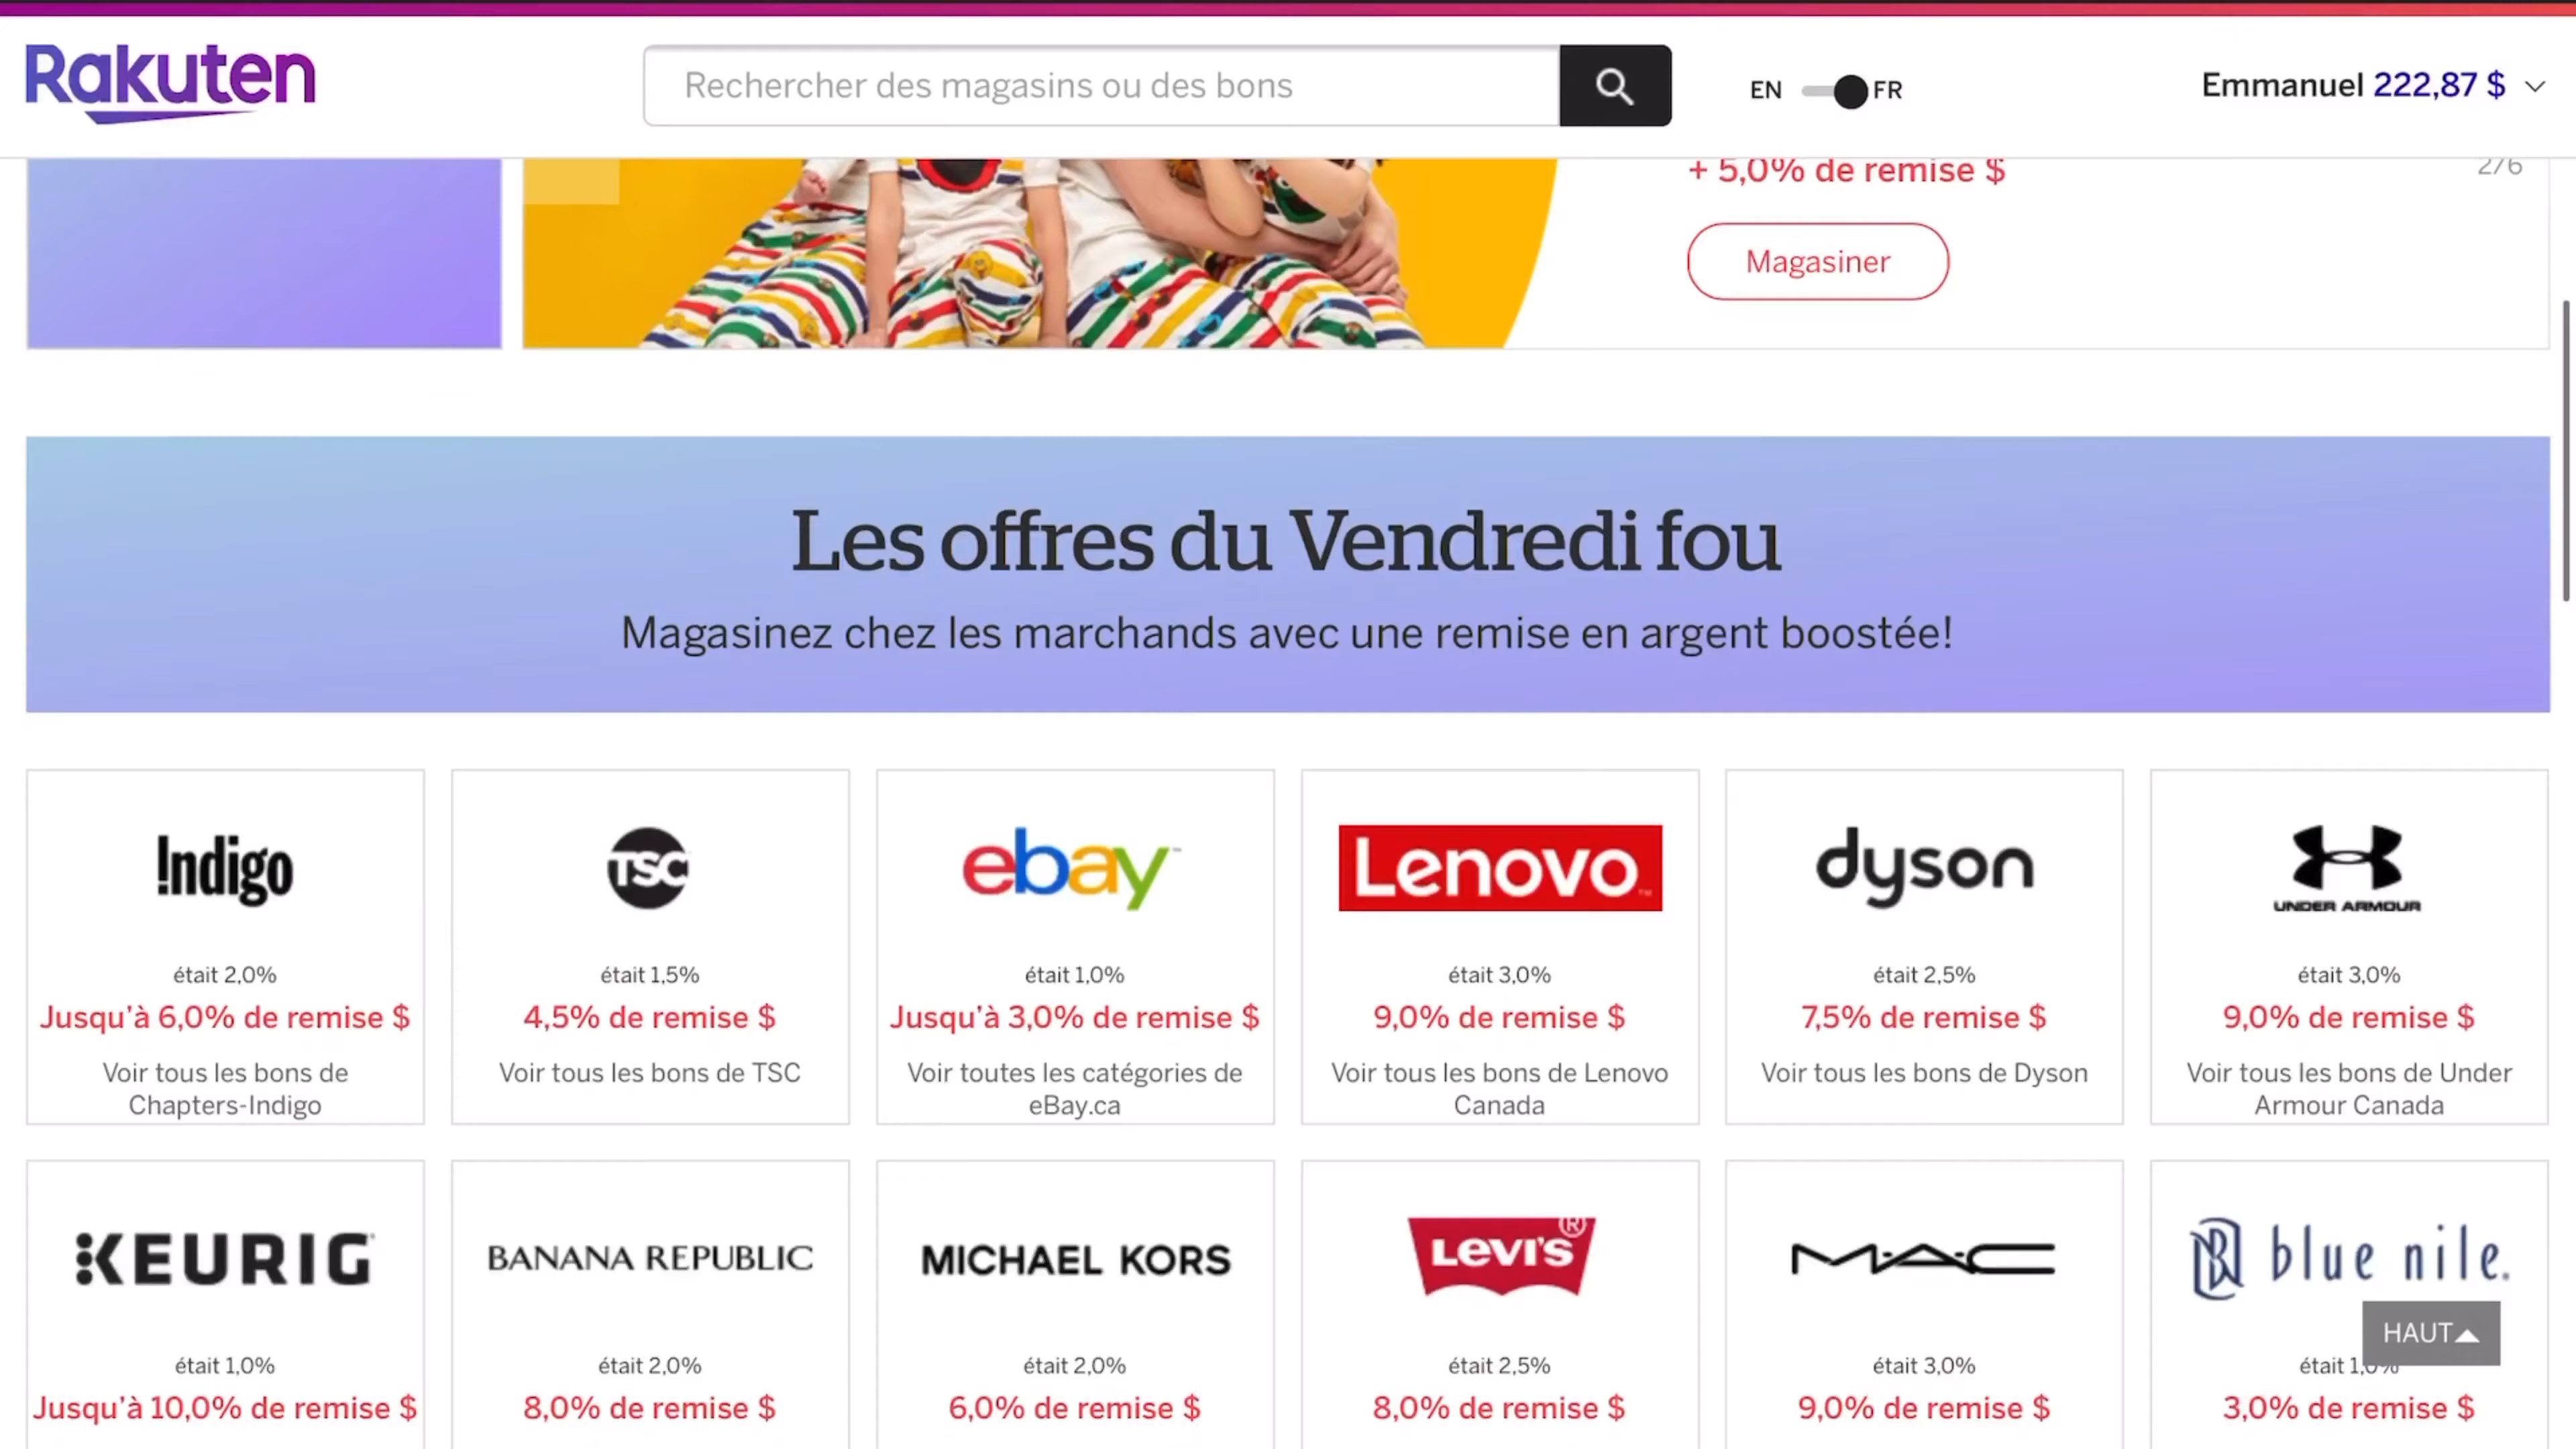 Rakuten
Rechercher des magasins ou des bons
EN FR
Emmanuel 222,87 $
+ 5,0% de remise $
2/6
Magasiner
Les offres du Vendredi fou
Magasinez chez les marchands avec une remise en argent boostée!
Indigo
était 2,0%
Jusqu'à 6,0% de remise $
Voir tous les bons de
Chapters-Indigo
TSC
était 1,5%
4,5% de remise $
Voir tous les bons de TSC
ebay™
était 1,0%
Jusqu'à 3,0% de remise $
Voir toutes les catégories de
eBay.ca
Lenovo™
était 3,0%
9,0% de remise $
Voir tous les bons de Lenovo
Canada
dyson
était 2,5%
7,5% de remise $
Voir tous les bons de Dyson
UNDER ARMOUR
était 3,0%
9,0% de remise $
Voir tous les bons de Under
Armour Canada
KEURIG
était 1,0%
Jusqu'à 10,0% de remise $
BANANA REPUBLIC
était 2,0%
8,0% de remise $
MICHAEL KORS
était 2,0%
6,0% de remise $
LEVI'S®
était 2,5%
8,0% de remise $
MAC
était 3,0%
9,0% de remise $
BN blue nile.
HAUT
était 1,0%
3,0% de remise $